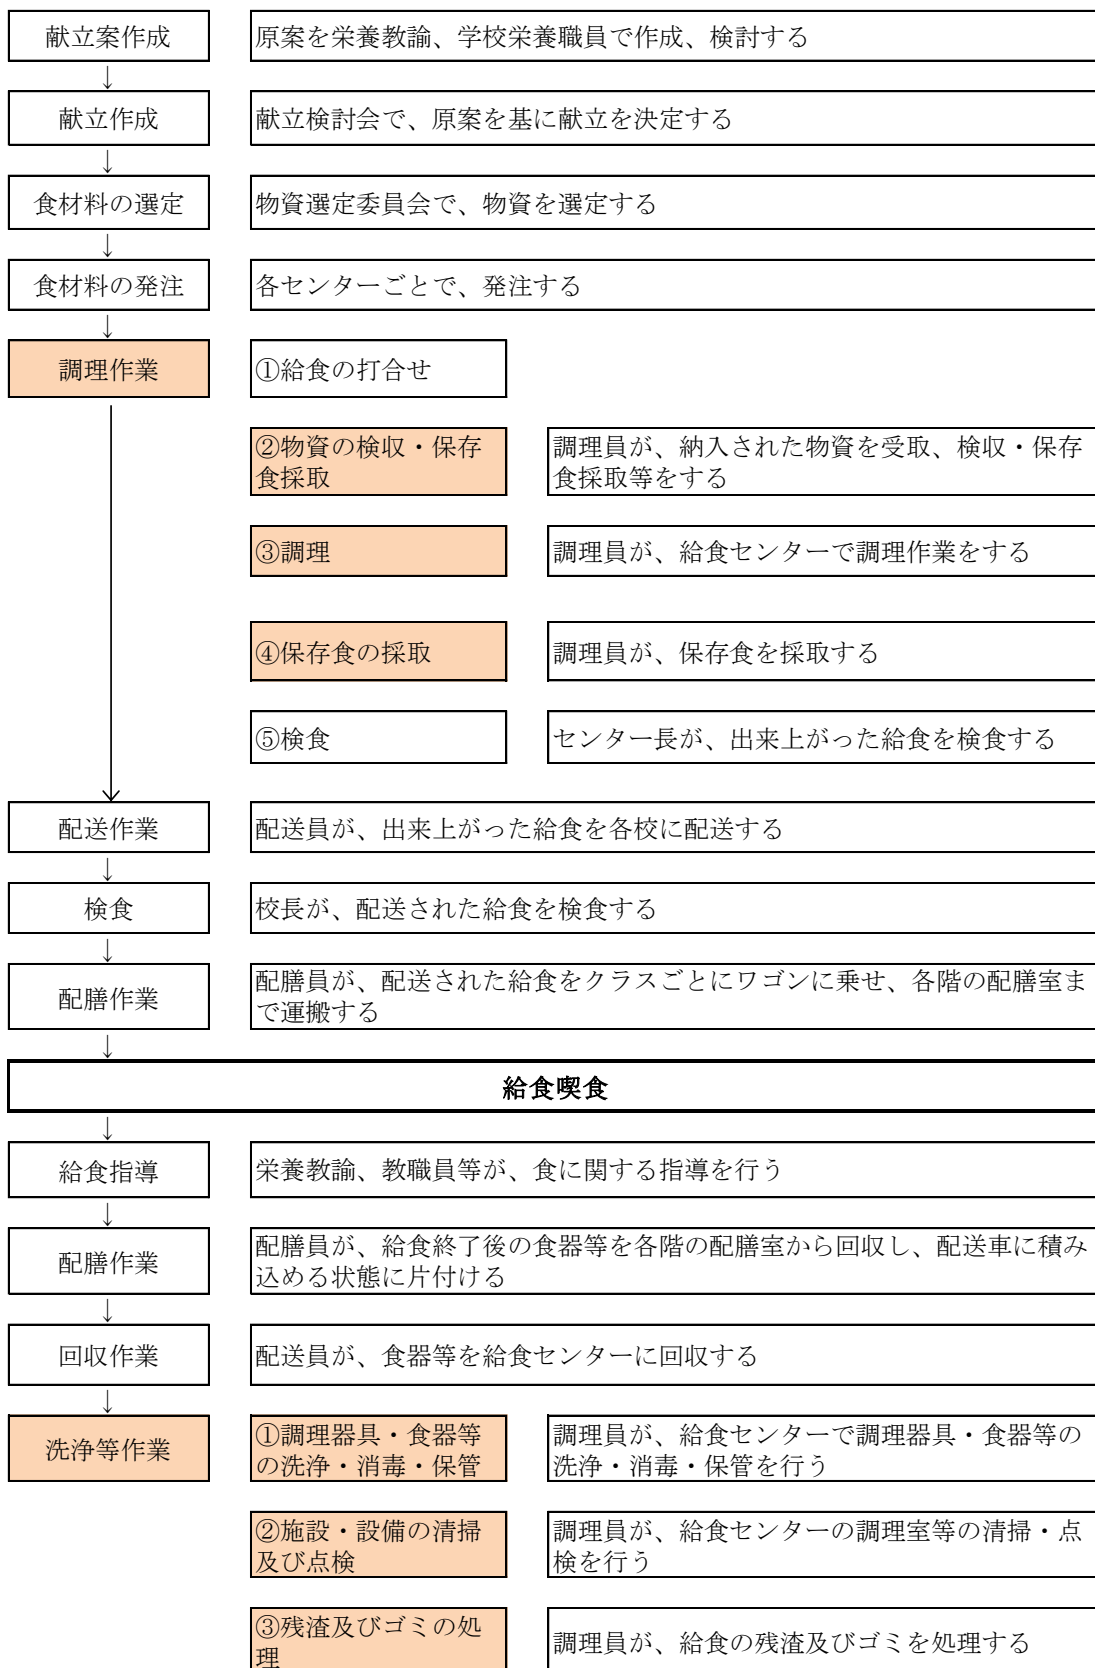 献立案作成
原案を栄養教諭、学校栄養職員で作成、検討する
↓
献立作成
献立検討会で、原案を基に献立を決定する
↓
食材料の選定
物資選定委員会で、物資を選定する
↓
食材料の発注
各センターごとで、発注する
↓
調理作業
①給食の打合せ
②物資の検収・保存
食採取
調理員が、納入された物資を受取、検収・保存
食採取等をする
③調理
調理員が、給食センターで調理作業をする
④保存食の採取
調理員が、保存食を採取する
⑤検食
センター長が、出来上がった給食を検食する
配送作業
配送員が、出来上がった給食を各校に配送する
↓
検食
校長が、配送された給食を検食する
↓
配膳作業
配膳員が、配送された給食をクラスごとにワゴンに乗せ、各階の配膳室ま
で運搬する
↓
給食喫食
↓
給食指導
栄養教諭、教職員等が、食に関する指導を行う
↓
配膳作業
配膳員が、給食終了後の食器等を各階の配膳室から回収し、配送車に積み
込める状態に片付ける
↓
回収作業
配送員が、食器等を給食センターに回収する
↓
洗浄等作業
①調理器具・食器等
の洗浄・消毒・保管
調理員が、給食センターで調理器具・食器等の
洗浄・消毒・保管を行う
②施設・設備の清掃
及び点検
調理員が、給食センターの調理室等の清掃・点
検を行う
③残渣及びゴミの処
理
調理員が、給食の残渣及びゴミを処理する